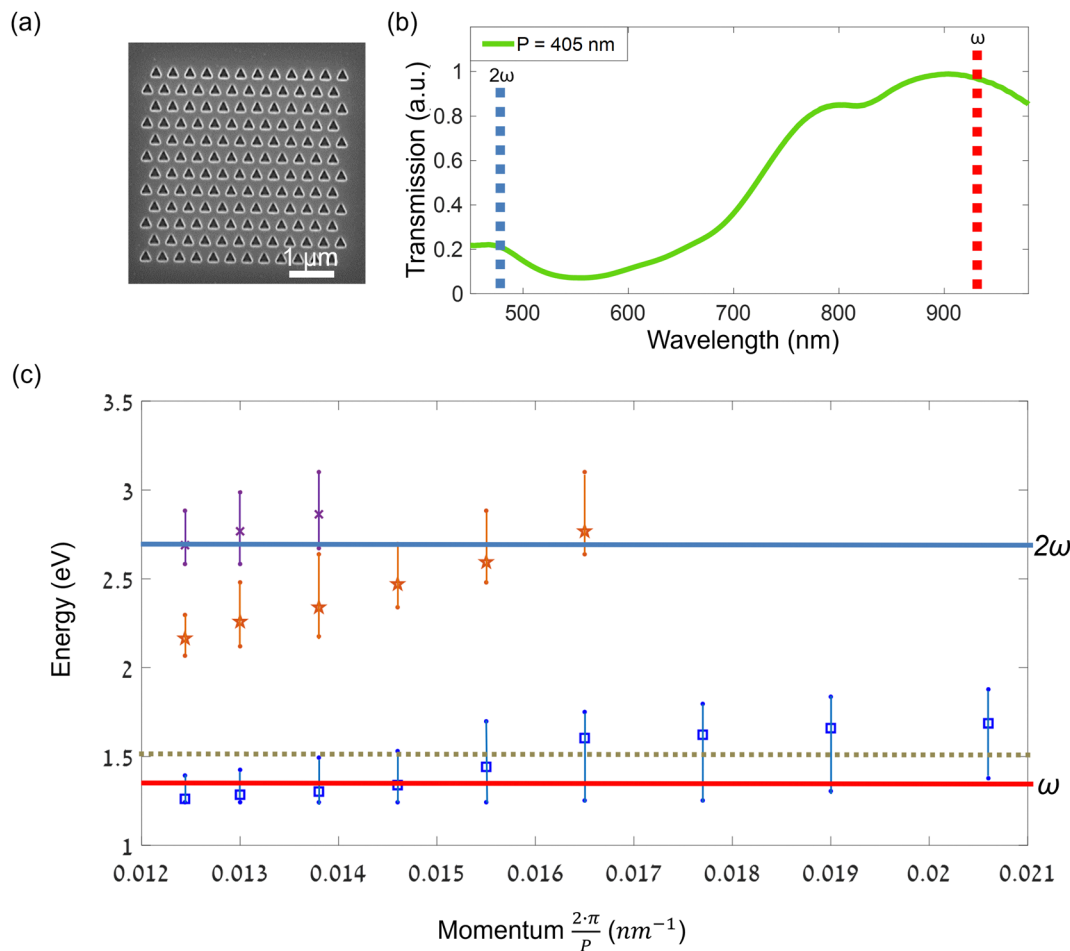 (a)
1 μm
(b)
P = 405 nm
2ω
ω
1
0.8
0.6
0.4
0.2
0
Transmission (a.u.)
500
600
700
800
900
Wavelength (nm)
(c)
3.5
3
2.5
2
1.5
1
Energy (eV)
2ω
ω
0.012
0.013
0.014
0.015
0.016
0.017
0.018
0.019
0.02
0.021
Momentum 2·π/P (nm⁻¹)